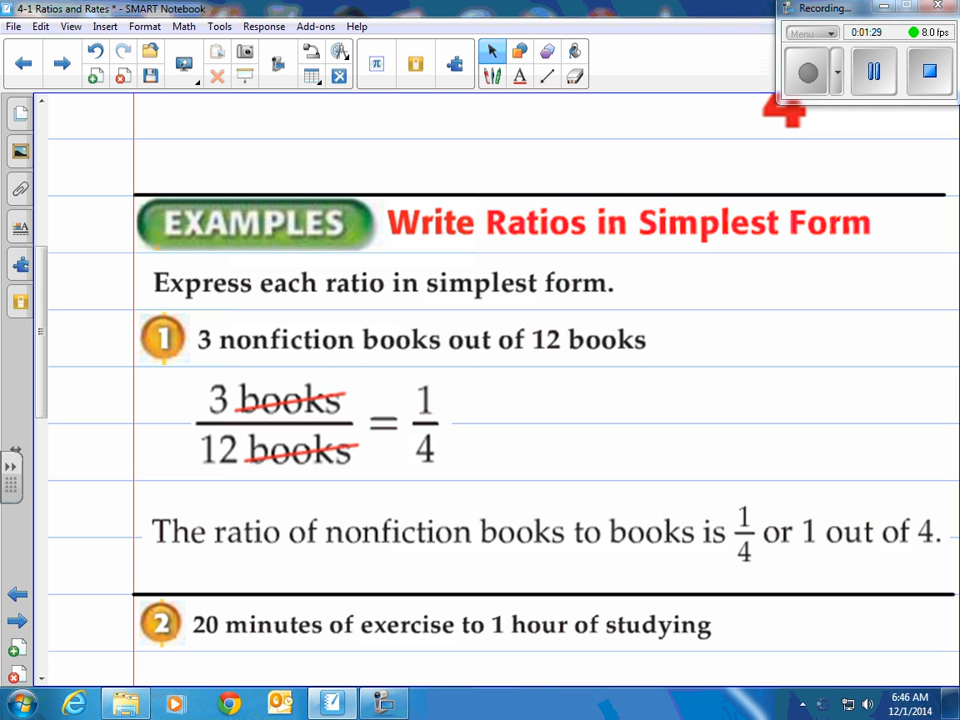 4-1 Ratios and Rates * - SMART Notebook
Recording...
File Edit View Insert Format Math Tools Response Add-ons Help
Menu 0:01:29 8.0 fps
4
EXAMPLES Write Ratios in Simplest Form
Express each ratio in simplest form.
1 3 nonfiction books out of 12 books
3 books / 12 books = 1/4
The ratio of nonfiction books to books is 1/4 or 1 out of 4.
2 20 minutes of exercise to 1 hour of studying
6:46 AM
12/1/2014